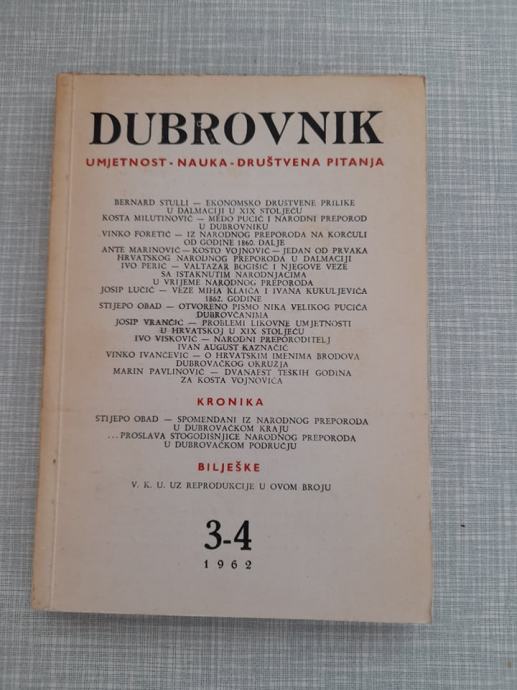 DUBROVNIK
UMJETNOST - NAUKA - DRUŠTVENA PITANJA
BERNARD STULLI — EKONOMSKO DRUSTVENE PRILIKE
U DALMACIJI U XIX STOLJEĆU
KOSTA MILUTINOVIĆ — MEDO PUCIĆ I NARODNI PREPOROD
U DUBROVNIKU
VINKO FORETIĆ — IZ NARODNOG PREPORODA NA KORČULI
OD GODINE 1860. DALJE
ANTE MARINOVIĆ — KOSTO VOJNOVIĆ — JEDAN OD PRVAKA
HRVATSKOG NARODNOG PREPORODA U DALMACIJI
IVO PERIĆ — VALTAZAR BOGIŠIĆ I NJEGOVE VEZE
SA ISTAKNUTIM NARODNJACIMA
U VRIJEME NARODNOG PREPORODA
JOSIP LUČIĆ — VEZE MIHA KLAIĆA I IVANA KUKULJEVIĆA
1862. GODINE
STIJEPO OBAD — OTVORENO PISMO NIKA VELIKOG PUCIĆA
DUBROVČANIMA
JOSIP VRANČIĆ — PROBLEMI LIKOVNE UMJETNOSTI
U HRVATSKOJ U XIX STOLJEĆU
IVO VISKOVIĆ — NARODNI PREPORODITELJ
IVAN AUGUST KAZNAČIĆ
VINKO IVANČEVIĆ — O HRVATSKIM IMENIMA BRODOVA
DUBROVAČKOG OKRUŽJA
MARIN PAVLINOVIĆ — DVANAEST TEŠKIH GODINA
ZA KOSTA VOJNOVIĆA
KRONIKA
STIJEPO OBAD — SPOMENDANI IZ NARODNOG PREPORODA
U DUBROVAČKOM KRAJU
... PROSLAVA STOGODISNJICE NARODNOG PREPORODA
U DUBROVAČKOM PODRUČJU
BILJEŠKE
V. K. U. UZ REPRODUKCIJE U OVOM BROJU
3-4
1962